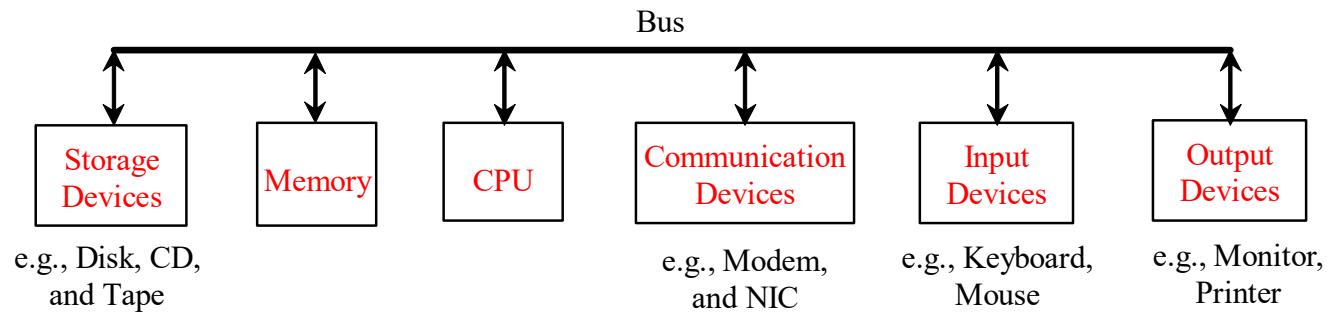 Bus
Storage
Devices
Memory
CPU
Communication
Devices
Input
Devices
Output
Devices
e.g., Disk, CD,
and Tape
e.g., Modem,
and NIC
e.g., Keyboard,
Mouse
e.g., Monitor,
Printer